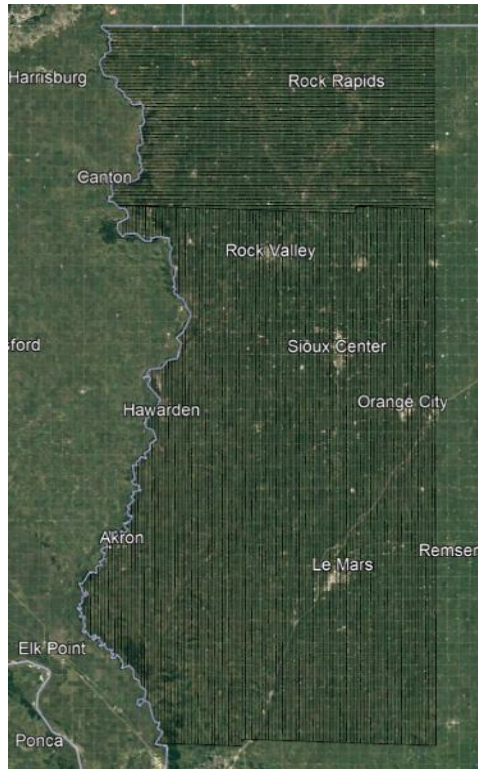 Harrisburg
Rock Rapids
Canton
Rock Valley
sford
Sioux Center
Orange City
Hawarden
Akron
Le Mars
Remsen
Elk Point
Ponca